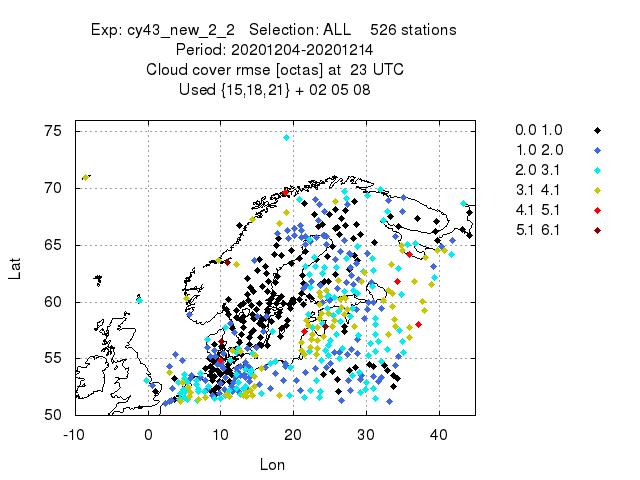 Exp: cy43_new_2_2 Selection: ALL 526 stations
Period: 20201204-20201214
Cloud cover rmse [octas] at 23 UTC
Used {15,18,21} + 02 05 08
75
70
65
60
55
50
Lat
-10 0 10 20 30 40
Lon
0.0 1.0
1.0 2.0
2.0 3.1
3.1 4.1
4.1 5.1
5.1 6.1